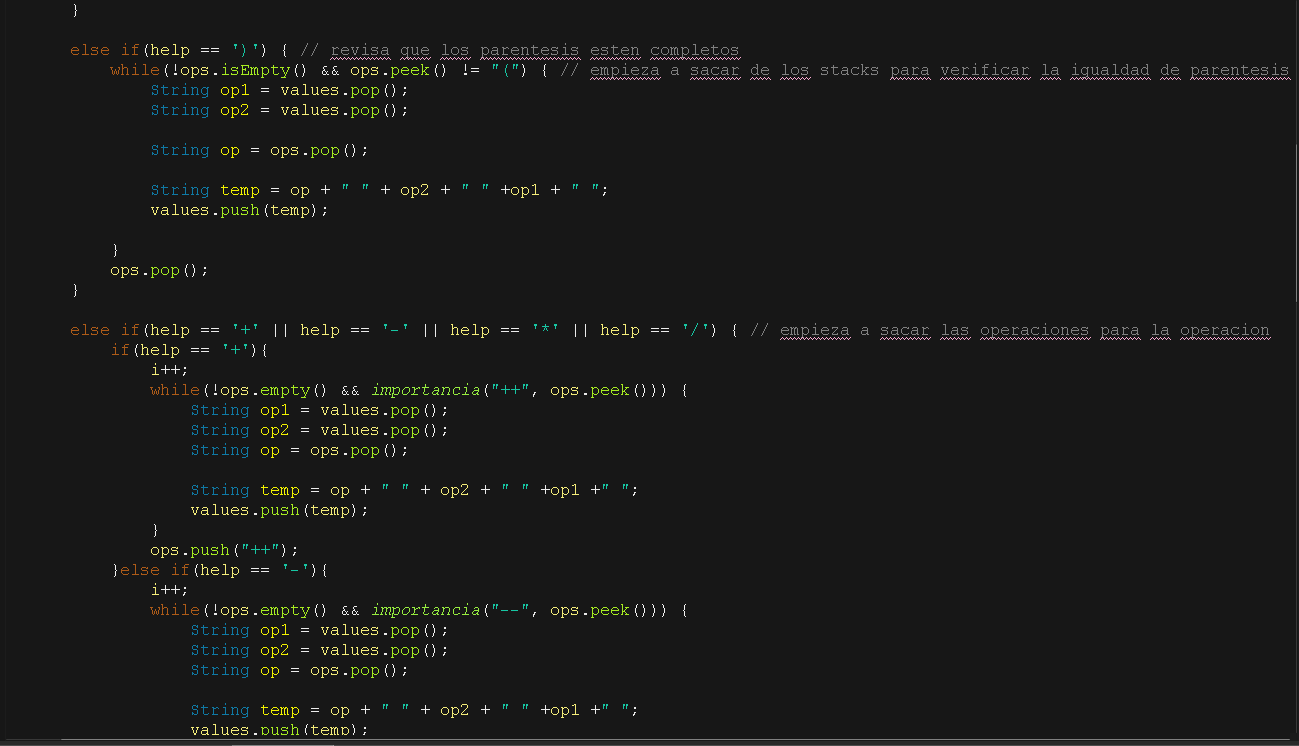 }
else if(help == ')') { // revisa que los parentesis esten completos
while(!ops.isEmpty() && ops.peek() != "(") { // empieza a sacar de los stacks para verificar la igualdad de parentesis
String op1 = values.pop();
String op2 = values.pop();
String op = ops.pop();
String temp = op + " " + op2 + " " +op1 + " ";
values.push(temp);
}
ops.pop();
}
else if(help == '+' || help == '-' || help == '*' || help == '/') { // empieza a sacar las operaciones para la operacion
if(help == '+'){
i++;
while(!ops.empty() && importancia("++", ops.peek())) {
String op1 = values.pop();
String op2 = values.pop();
String op = ops.pop();
String temp = op + " " + op2 + " " +op1 +" ";
values.push(temp);
}
ops.push("++");
}else if(help == '-'){
i++;
while(!ops.empty() && importancia("--", ops.peek())) {
String op1 = values.pop();
String op2 = values.pop();
String op = ops.pop();
String temp = op + " " + op2 + " " +op1 +" ";
values.push(temp);